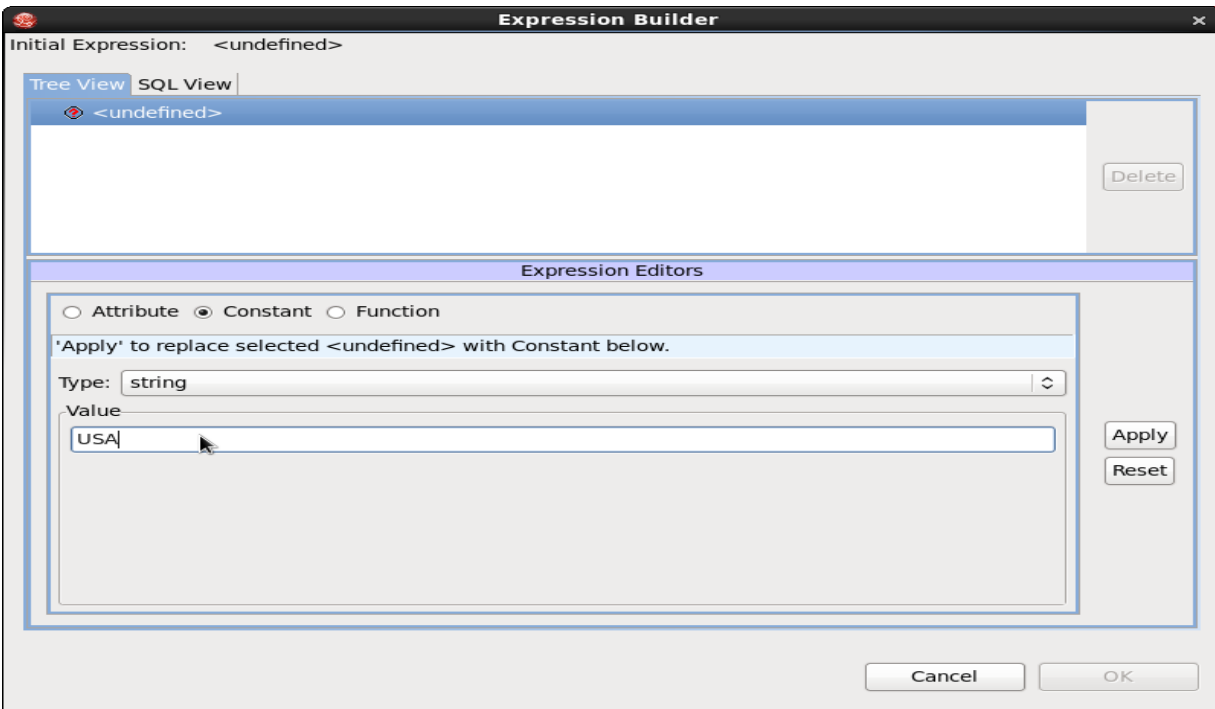 Expression Builder
Initial Expression: <undefined>
Tree View SQL View
<undefined>
Delete
Expression Editors
Attribute Constant Function
'Apply' to replace selected <undefined> with Constant below.
Type: string
Value
USA
Apply
Reset
Cancel OK